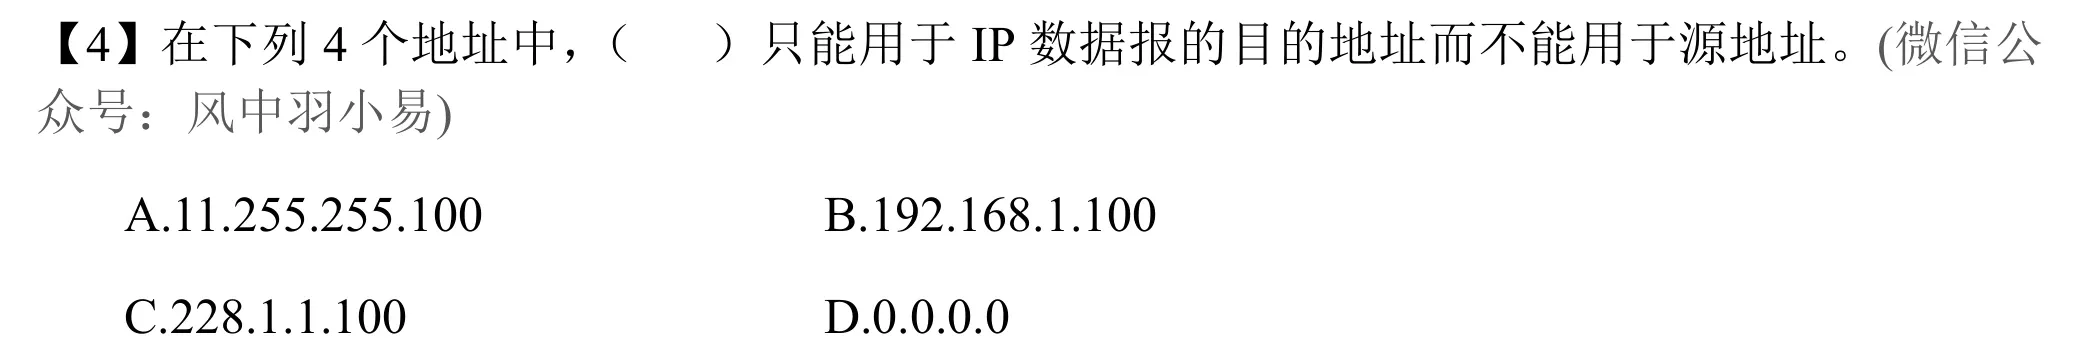 【4】在下列 4 个地址中，（　　）只能用于 IP 数据报的目的地址而不能用于源地址。(微信公
众号：风中羽小易)
A.11.255.255.100　　B.192.168.1.100
C.228.1.1.100　　D.0.0.0.0